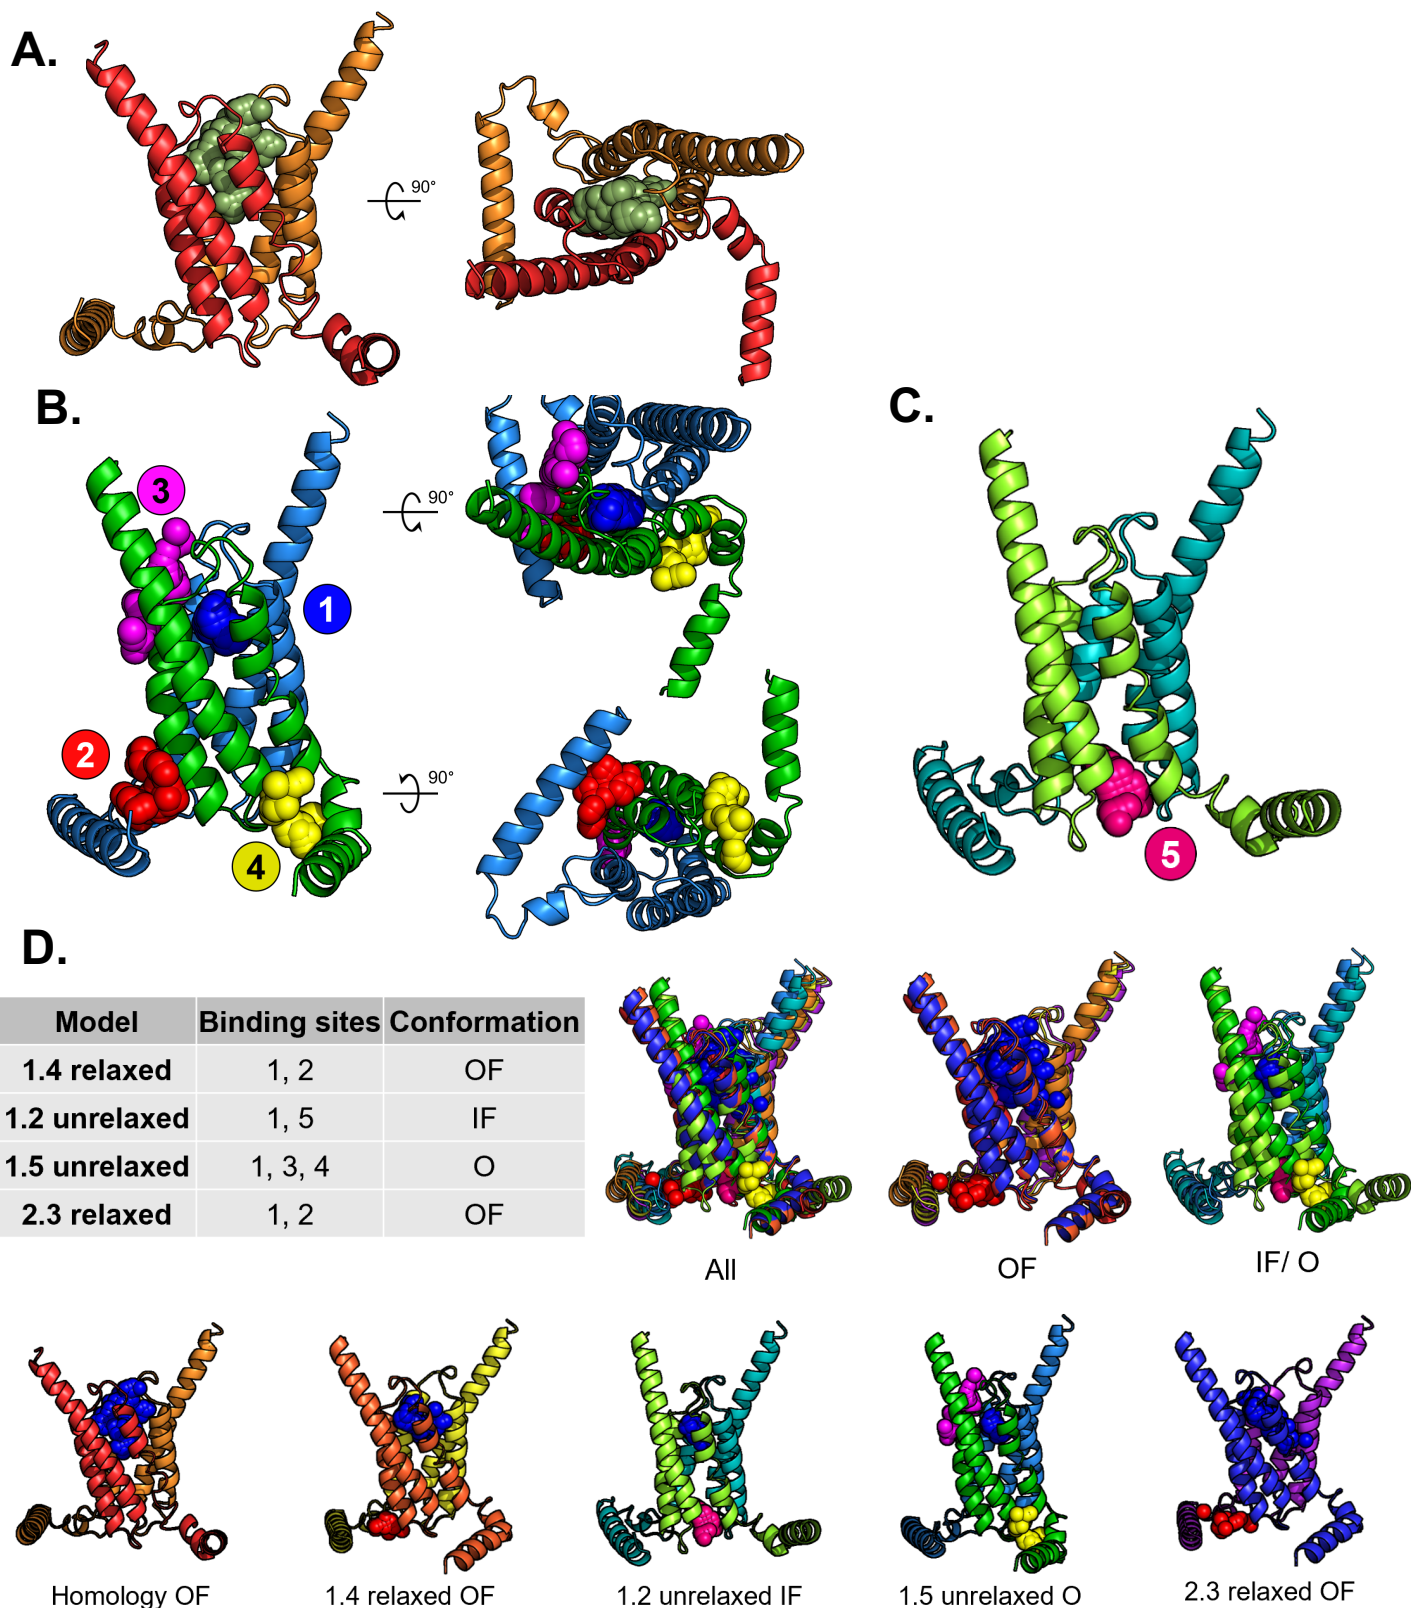 A.
90°
B.
C.
3
90°
1
2
90°
4
5
D.
Model Binding sites Conformation
1.4 relaxed 1, 2 OF
1.2 unrelaxed 1, 5 IF
1.5 unrelaxed 1, 3, 4 O
2.3 relaxed 1, 2 OF
All
OF
IF/ O
Homology OF
1.4 relaxed OF
1.2 unrelaxed IF
1.5 unrelaxed O
2.3 relaxed OF